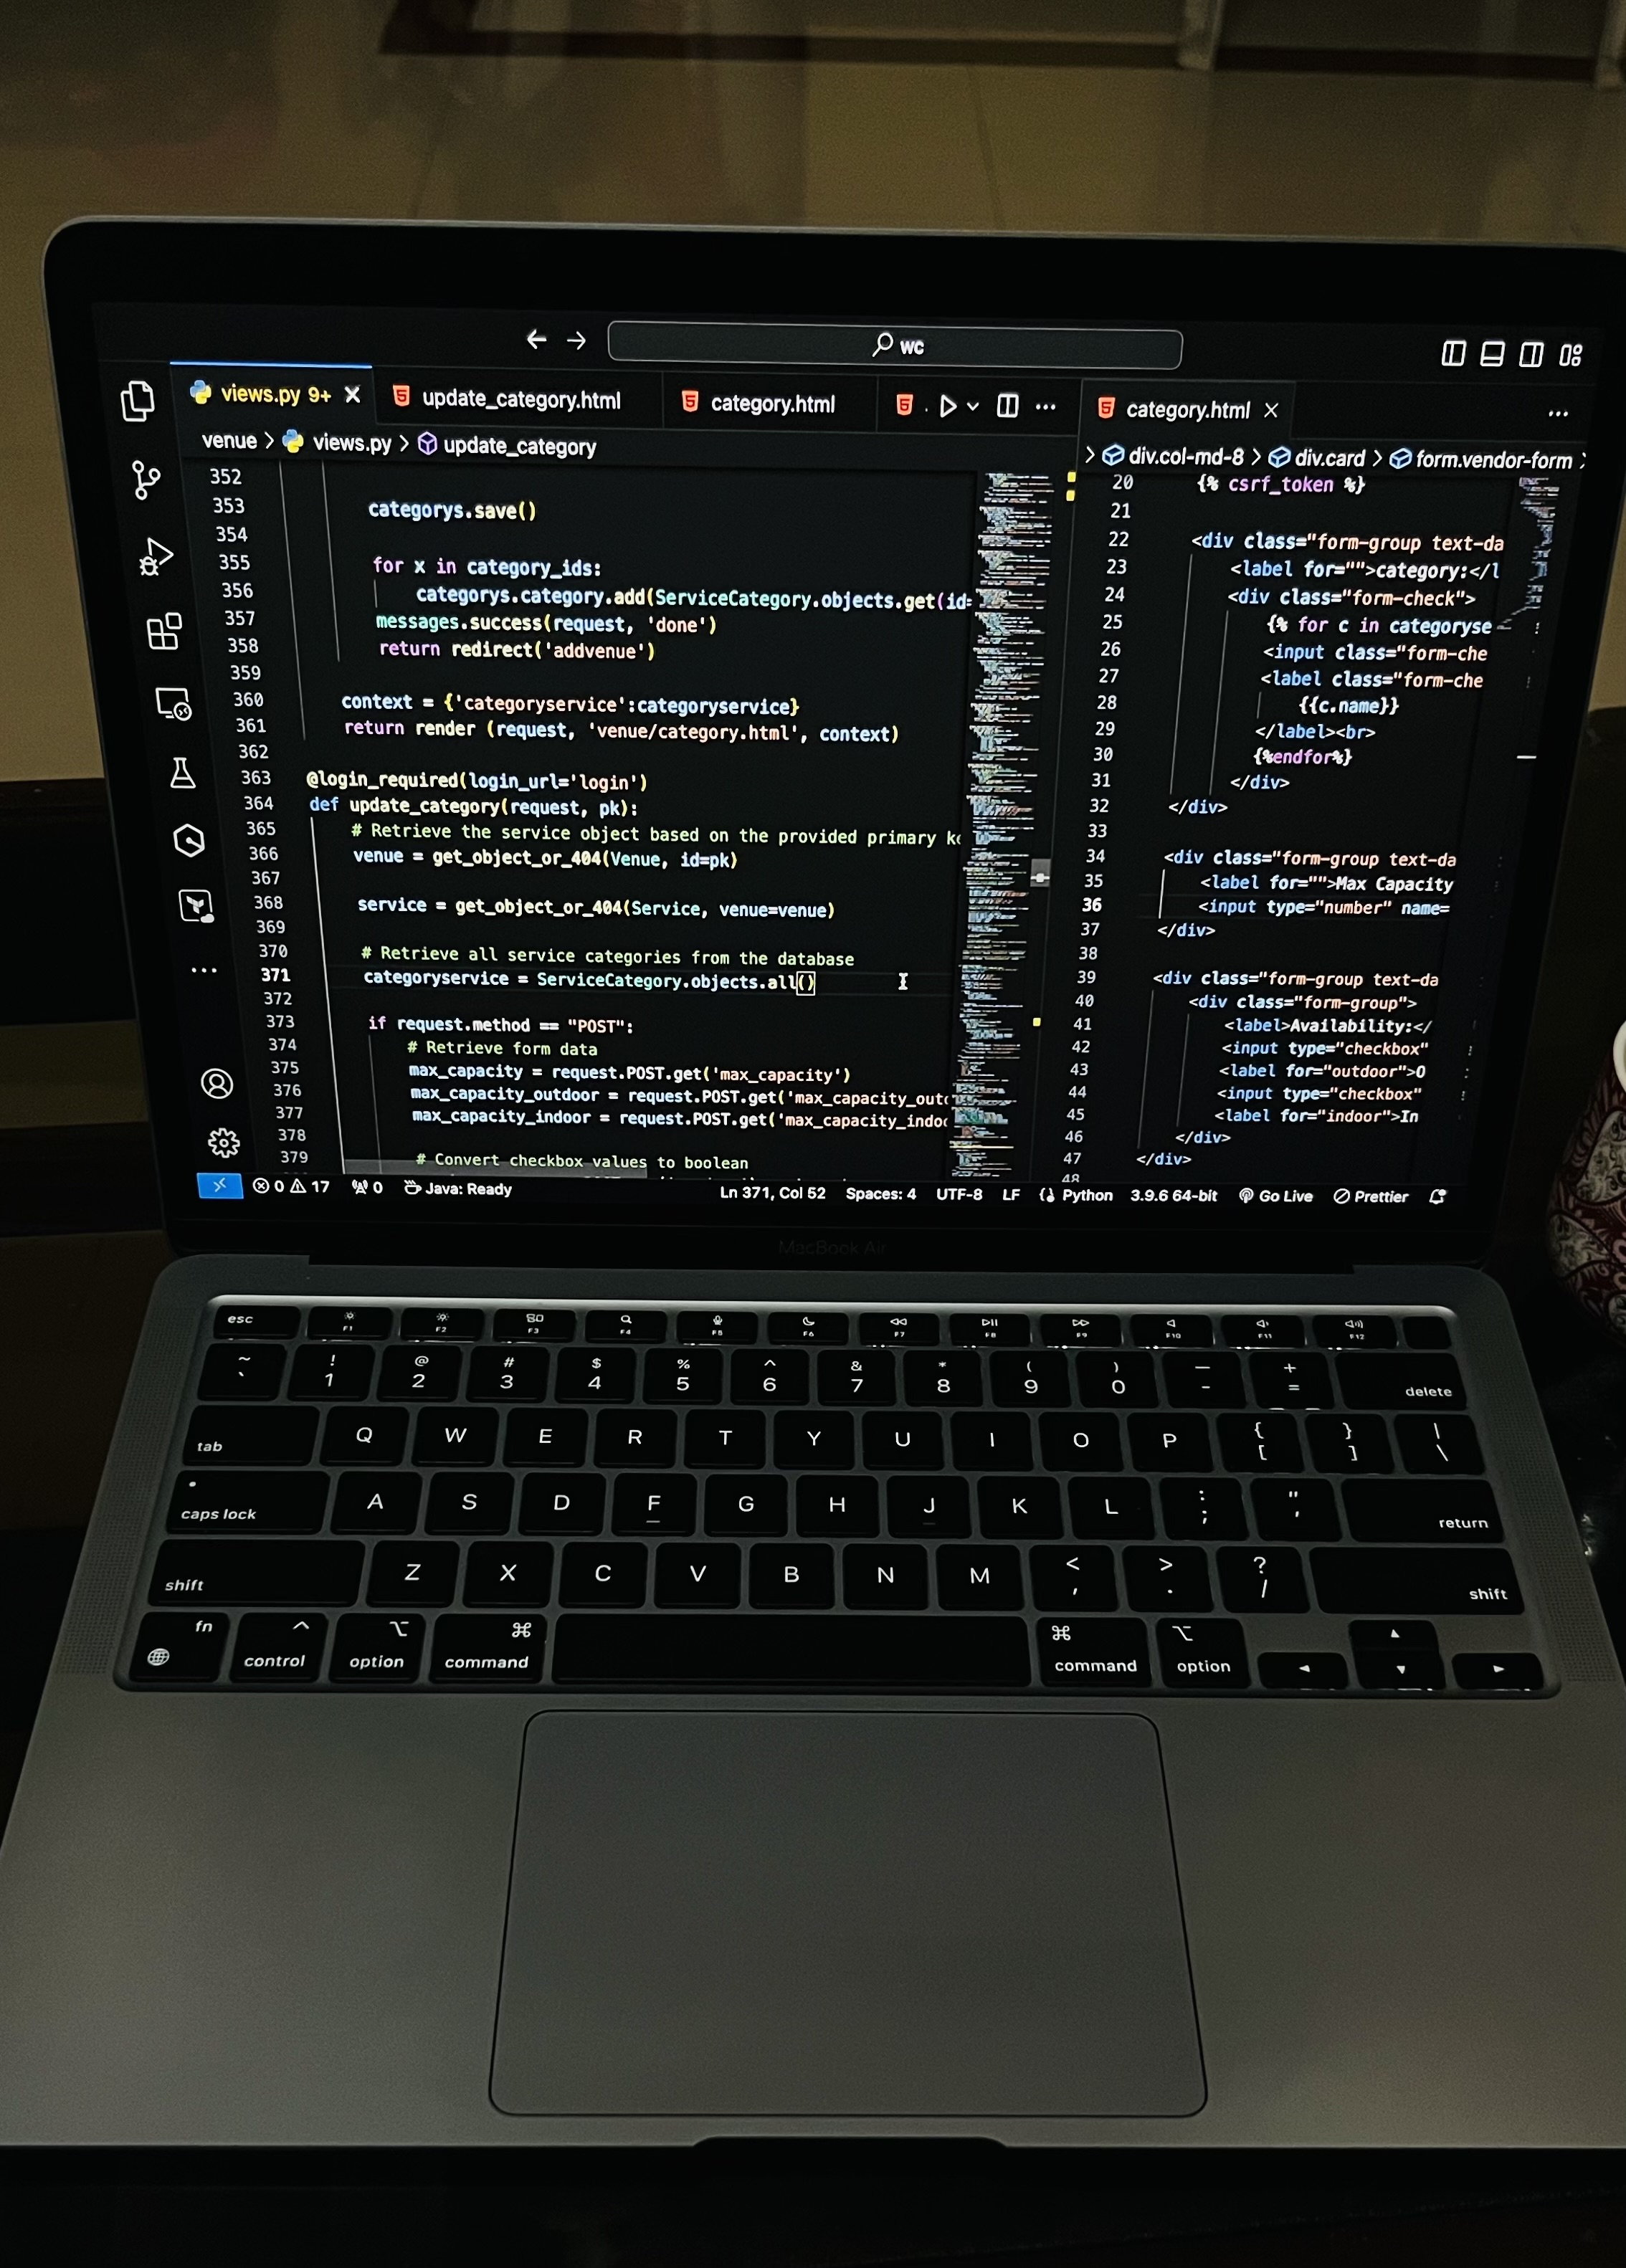 wc
views.py 9+
update_category.html
category.html
venue > views.py > update_category
352
353 categorys.save()
354
355 for x in category_ids:
356 categorys.category.add(ServiceCategory.objects.get(id=
357 messages.success(request, 'done')
358 return redirect('addvenue')
359
360 context = {'categoryservice':categoryservice}
361 return render (request, 'venue/category.html', context)
362
363 @login_required(login_url='login')
364 def update_category(request, pk):
365 # Retrieve the service object based on the provided primary
366 venue = get_object_or_404(Venue, id=pk)
367
368 service = get_object_or_404(Service, venue=venue)
369
370 # Retrieve all service categories from the database
371 categoryservice = ServiceCategory.objects.all()
372
373 if request.method == "POST":
374 # Retrieve form data
375 max_capacity = request.POST.get('max_capacity')
376 max_capacity_outdoor = request.POST.get('max_capacity_outd
377 max_capacity_indoor = request.POST.get('max_capacity_indoo
378
379 # Convert checkbox values to boolean
category.html
> div.col-md-8 > div.card > form.vendor-form >
20 {% csrf_token %}
21
22 <div class="form-group text-da
23 <label for="">category:</l
24 <div class="form-check">
25 {% for c in categoryse
26 <input class="form-che
27 <label class="form-che
28 {{c.name}}
29 </label><br>
30 {%endfor%}
31 </div>
32 </div>
33
34 <div class="form-group text-da
35 <label for="">Max Capacity
36 <input type="number" name=
37 </div>
38
39 <div class="form-group text-da
40 <div class="form-group">
41 <label>Availability:</
42 <input type="checkbox"
43 <label for="outdoor">O
44 <input type="checkbox"
45 <label for="indoor">In
46 </div>
47 </div>
48
0 17 0 Java: Ready Ln 371, Col 52 Spaces: 4 UTF-8 LF Python 3.9.6 64-bit Go Live Prettier
MacBook Air
esc F1 F2 F3 F4 F5 F6 F7 F8 F9 F10 F11 F12
~ ! @ # $ % ^ & * ( ) — +
` 1 2 3 4 5 6 7 8 9 0 - = delete
tab Q W E R T Y U I O P { [ } ] | \
caps lock A S D F G H J K L : ; " ' return
shift Z X C V B N M < , > . ? / shift
fn control option command command option